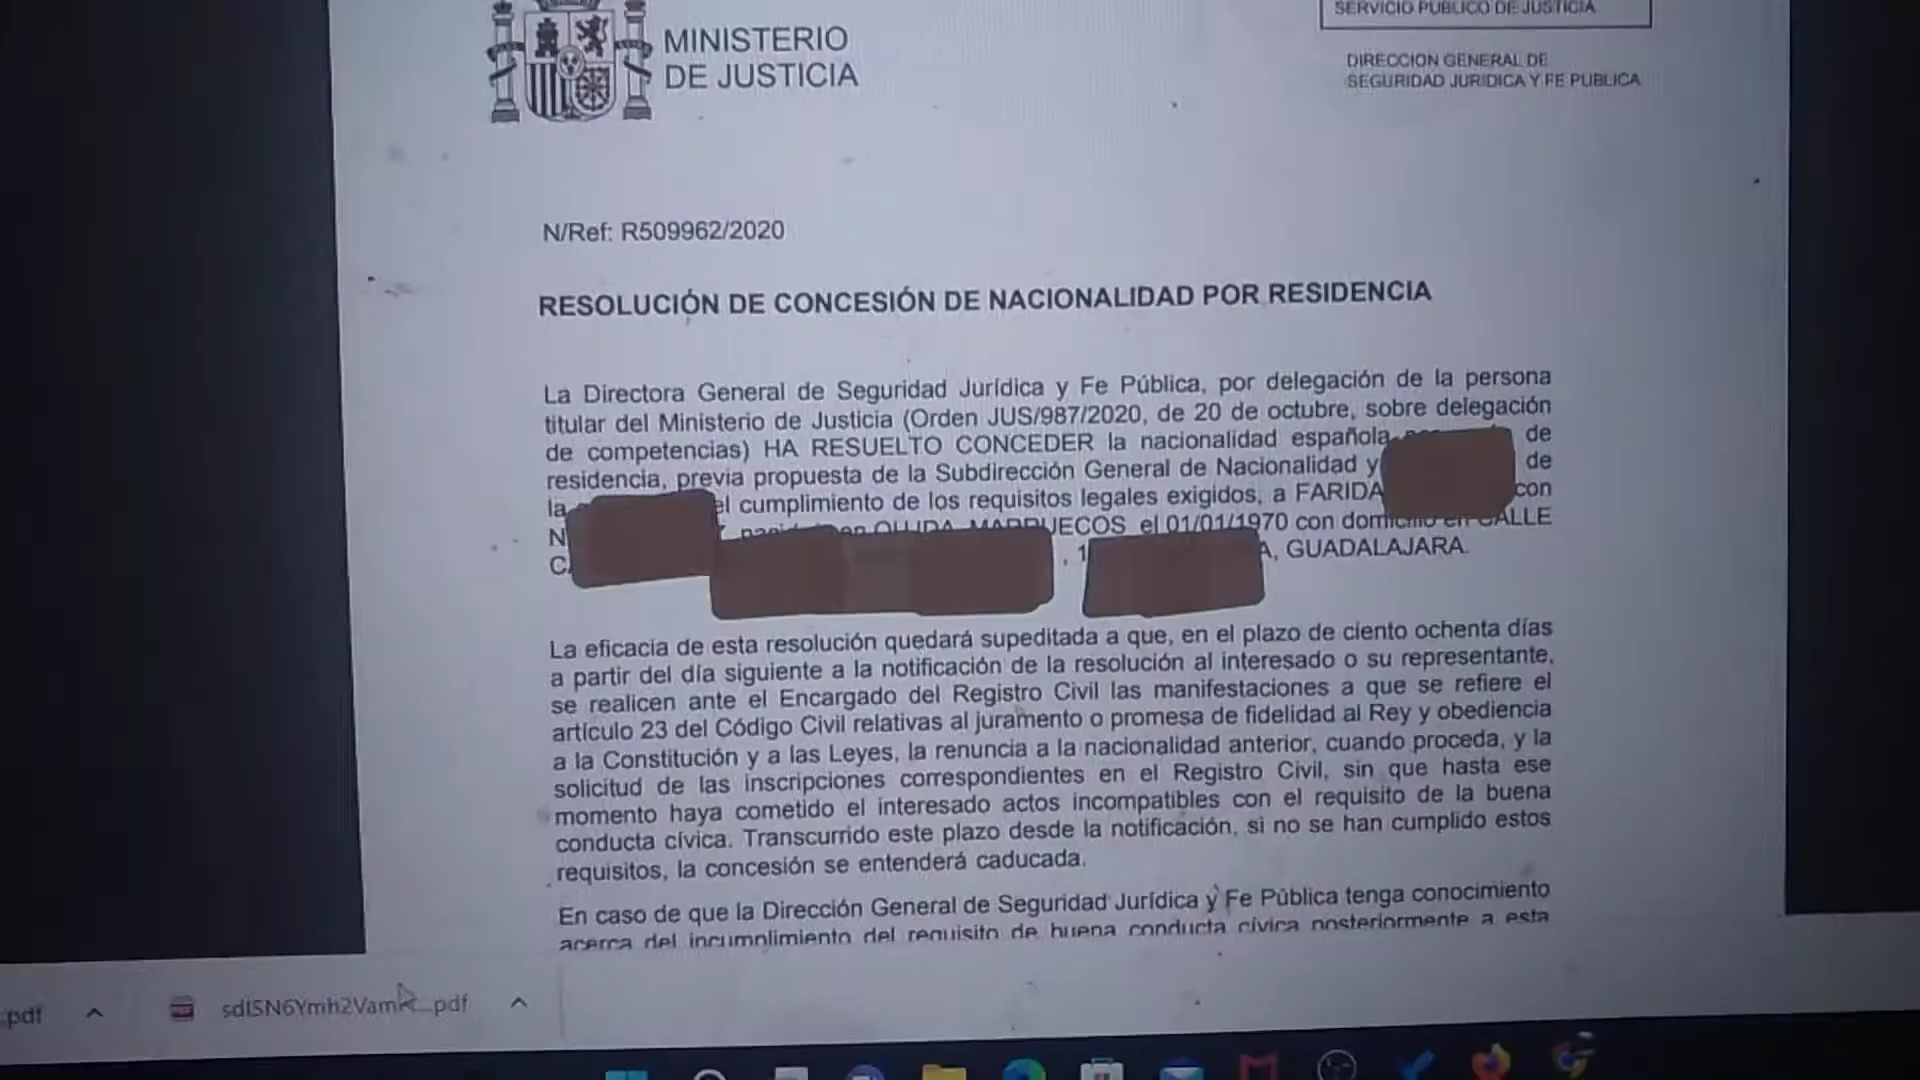 MINISTERIO
DE JUSTICIA
SERVICIO PUBLICO DE JUSTICIA
DIRECCION GENERAL DE
SEGURIDAD JURIDICA Y FE PUBLICA
N/Ref: R509962/2020
RESOLUCIÓN DE CONCESIÓN DE NACIONALIDAD POR RESIDENCIA
La Directora General de Seguridad Jurídica y Fe Pública, por delegación de la persona
titular del Ministerio de Justicia (Orden JUS/987/2020, de 20 de octubre, sobre delegación
de competencias) HA RESUELTO CONCEDER la nacionalidad española de
residencia, previa propuesta de la Subdirección General de Nacionalidad y de
la el cumplimiento de los requisitos legales exigidos, a FARIDA con
MARRUECOS el 01/01/1970 con domicilio en CALLE
, GUADALAJARA.
La eficacia de esta resolución quedará supeditada a que, en el plazo de ciento ochenta días
a partir del día siguiente a la notificación de la resolución al interesado o su representante,
se realicen ante el Encargado del Registro Civil las manifestaciones a que se refiere el
artículo 23 del Código Civil relativas al juramento o promesa de fidelidad al Rey y obediencia
a la Constitución y a las Leyes, la renuncia a la nacionalidad anterior, cuando proceda, y la
solicitud de las inscripciones correspondientes en el Registro Civil, sin que hasta ese
momento haya cometido el interesado actos incompatibles con el requisito de la buena
conducta cívica. Transcurrido este plazo desde la notificación, si no se han cumplido estos
requisitos, la concesión se entenderá caducada.
En caso de que la Dirección General de Seguridad Jurídica y Fe Pública tenga conocimiento
acerca del incumplimiento del requisito de buena conducta cívica posteriormente a esta
.pdf